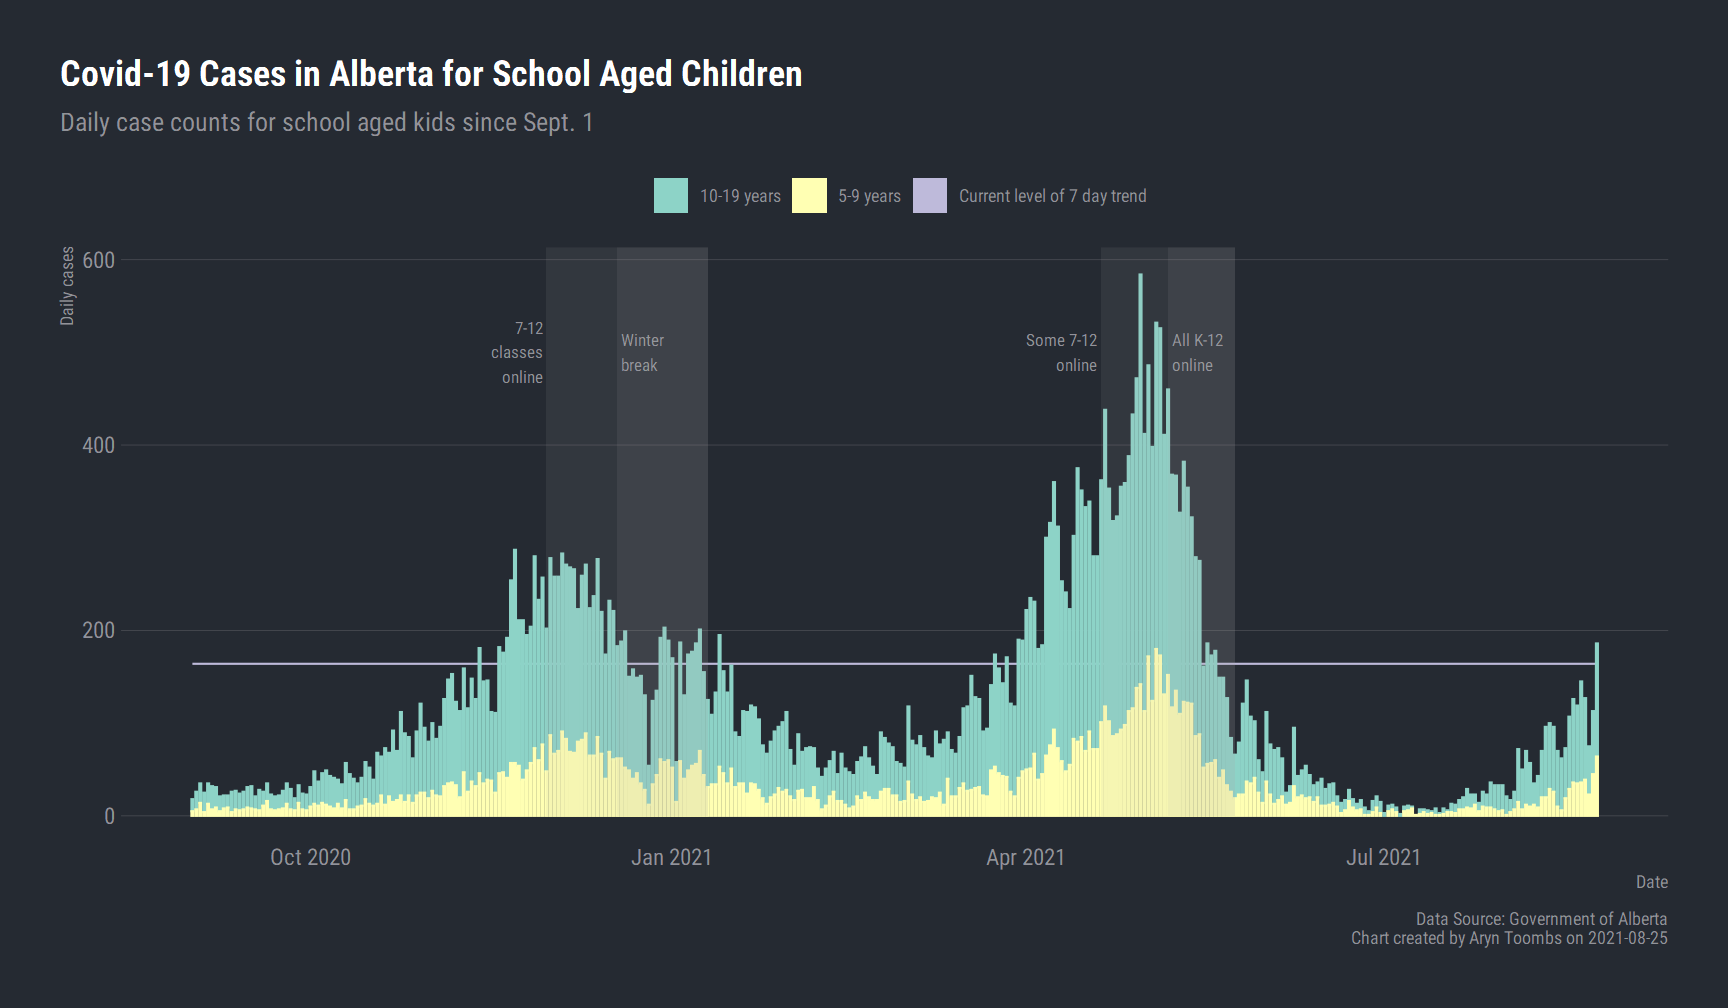 Covid-19 Cases in Alberta for School Aged Children
Daily case counts for school aged kids since Sept. 1
10-19 years
5-9 years
Current level of 7 day trend
Daily cases
600
400
200
0
7-12
classes
online
Winter
break
Some 7-12
online
All K-12
online
Oct 2020
Jan 2021
Apr 2021
Jul 2021
Date
Data Source: Government of Alberta
Chart created by Aryn Toombs on 2021-08-25